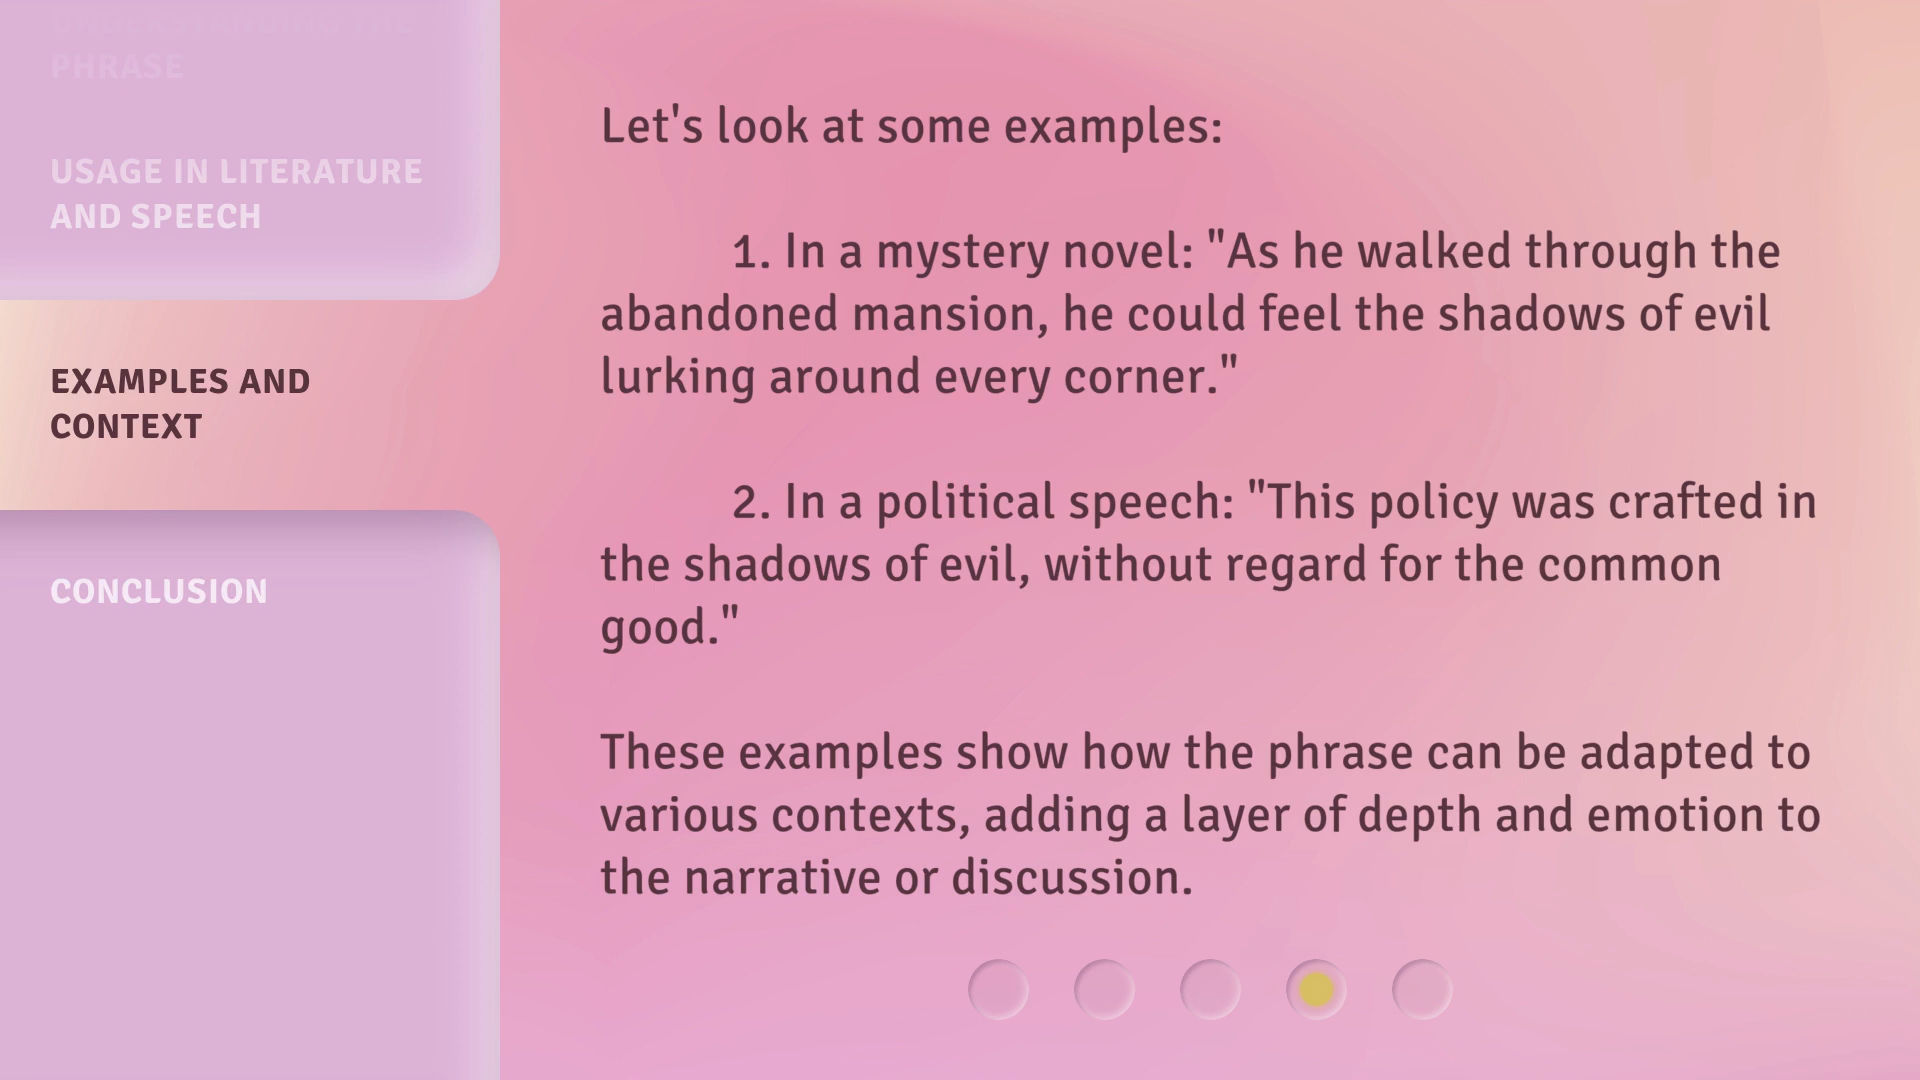 UNDERSTANDING THE
PHRASE
USAGE IN LITERATURE
AND SPEECH
EXAMPLES AND
CONTEXT
CONCLUSION
Let's look at some examples:
1. In a mystery novel: "As he walked through the
abandoned mansion, he could feel the shadows of evil
lurking around every corner."
2. In a political speech: "This policy was crafted in
the shadows of evil, without regard for the common
good."
These examples show how the phrase can be adapted to
various contexts, adding a layer of depth and emotion to
the narrative or discussion.